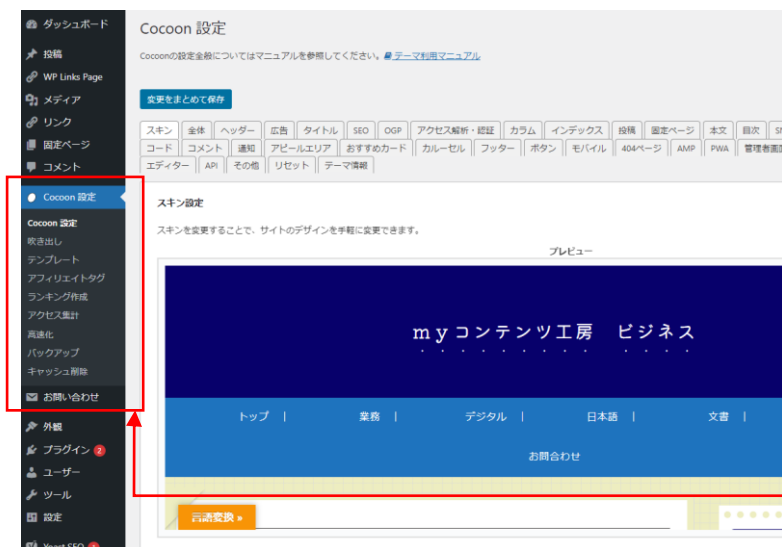 ダッシュボード
投稿
WP Links Page
メディア
リンク
固定ページ
コメント
Cocoon 設定
Cocoon 設定
吹き出し
テンプレート
アフィリエイトタグ
ランキング作成
アクセス集計
高速化
バックアップ
キャッシュ削除
お問い合わせ
外観
プラグイン 2
ユーザー
ツール
設定
Yoast SEO
Cocoon 設定
Cocoonの設定全般についてはマニュアルを参照してください。 テーマ利用マニュアル
変更をまとめて保存
スキン 全体 ヘッダー 広告 タイトル SEO OGP アクセス解析・認証 カラム インデックス 投稿 固定ページ 本文 目次
コード コメント 通知 アピールエリア おすすめカード カルーセル フッター ボタン モバイル 404ページ AMP PWA 管理者画面
エディター API その他 リセット テーマ情報
スキン設定
スキンを変更することで、サイトのデザインを手軽に変更できます。
プレビュー
myコンテンツ工房 ビジネス
トップ | 業務 | デジタル | 日本語 | 文書 |
お問合わせ
言語変換 »